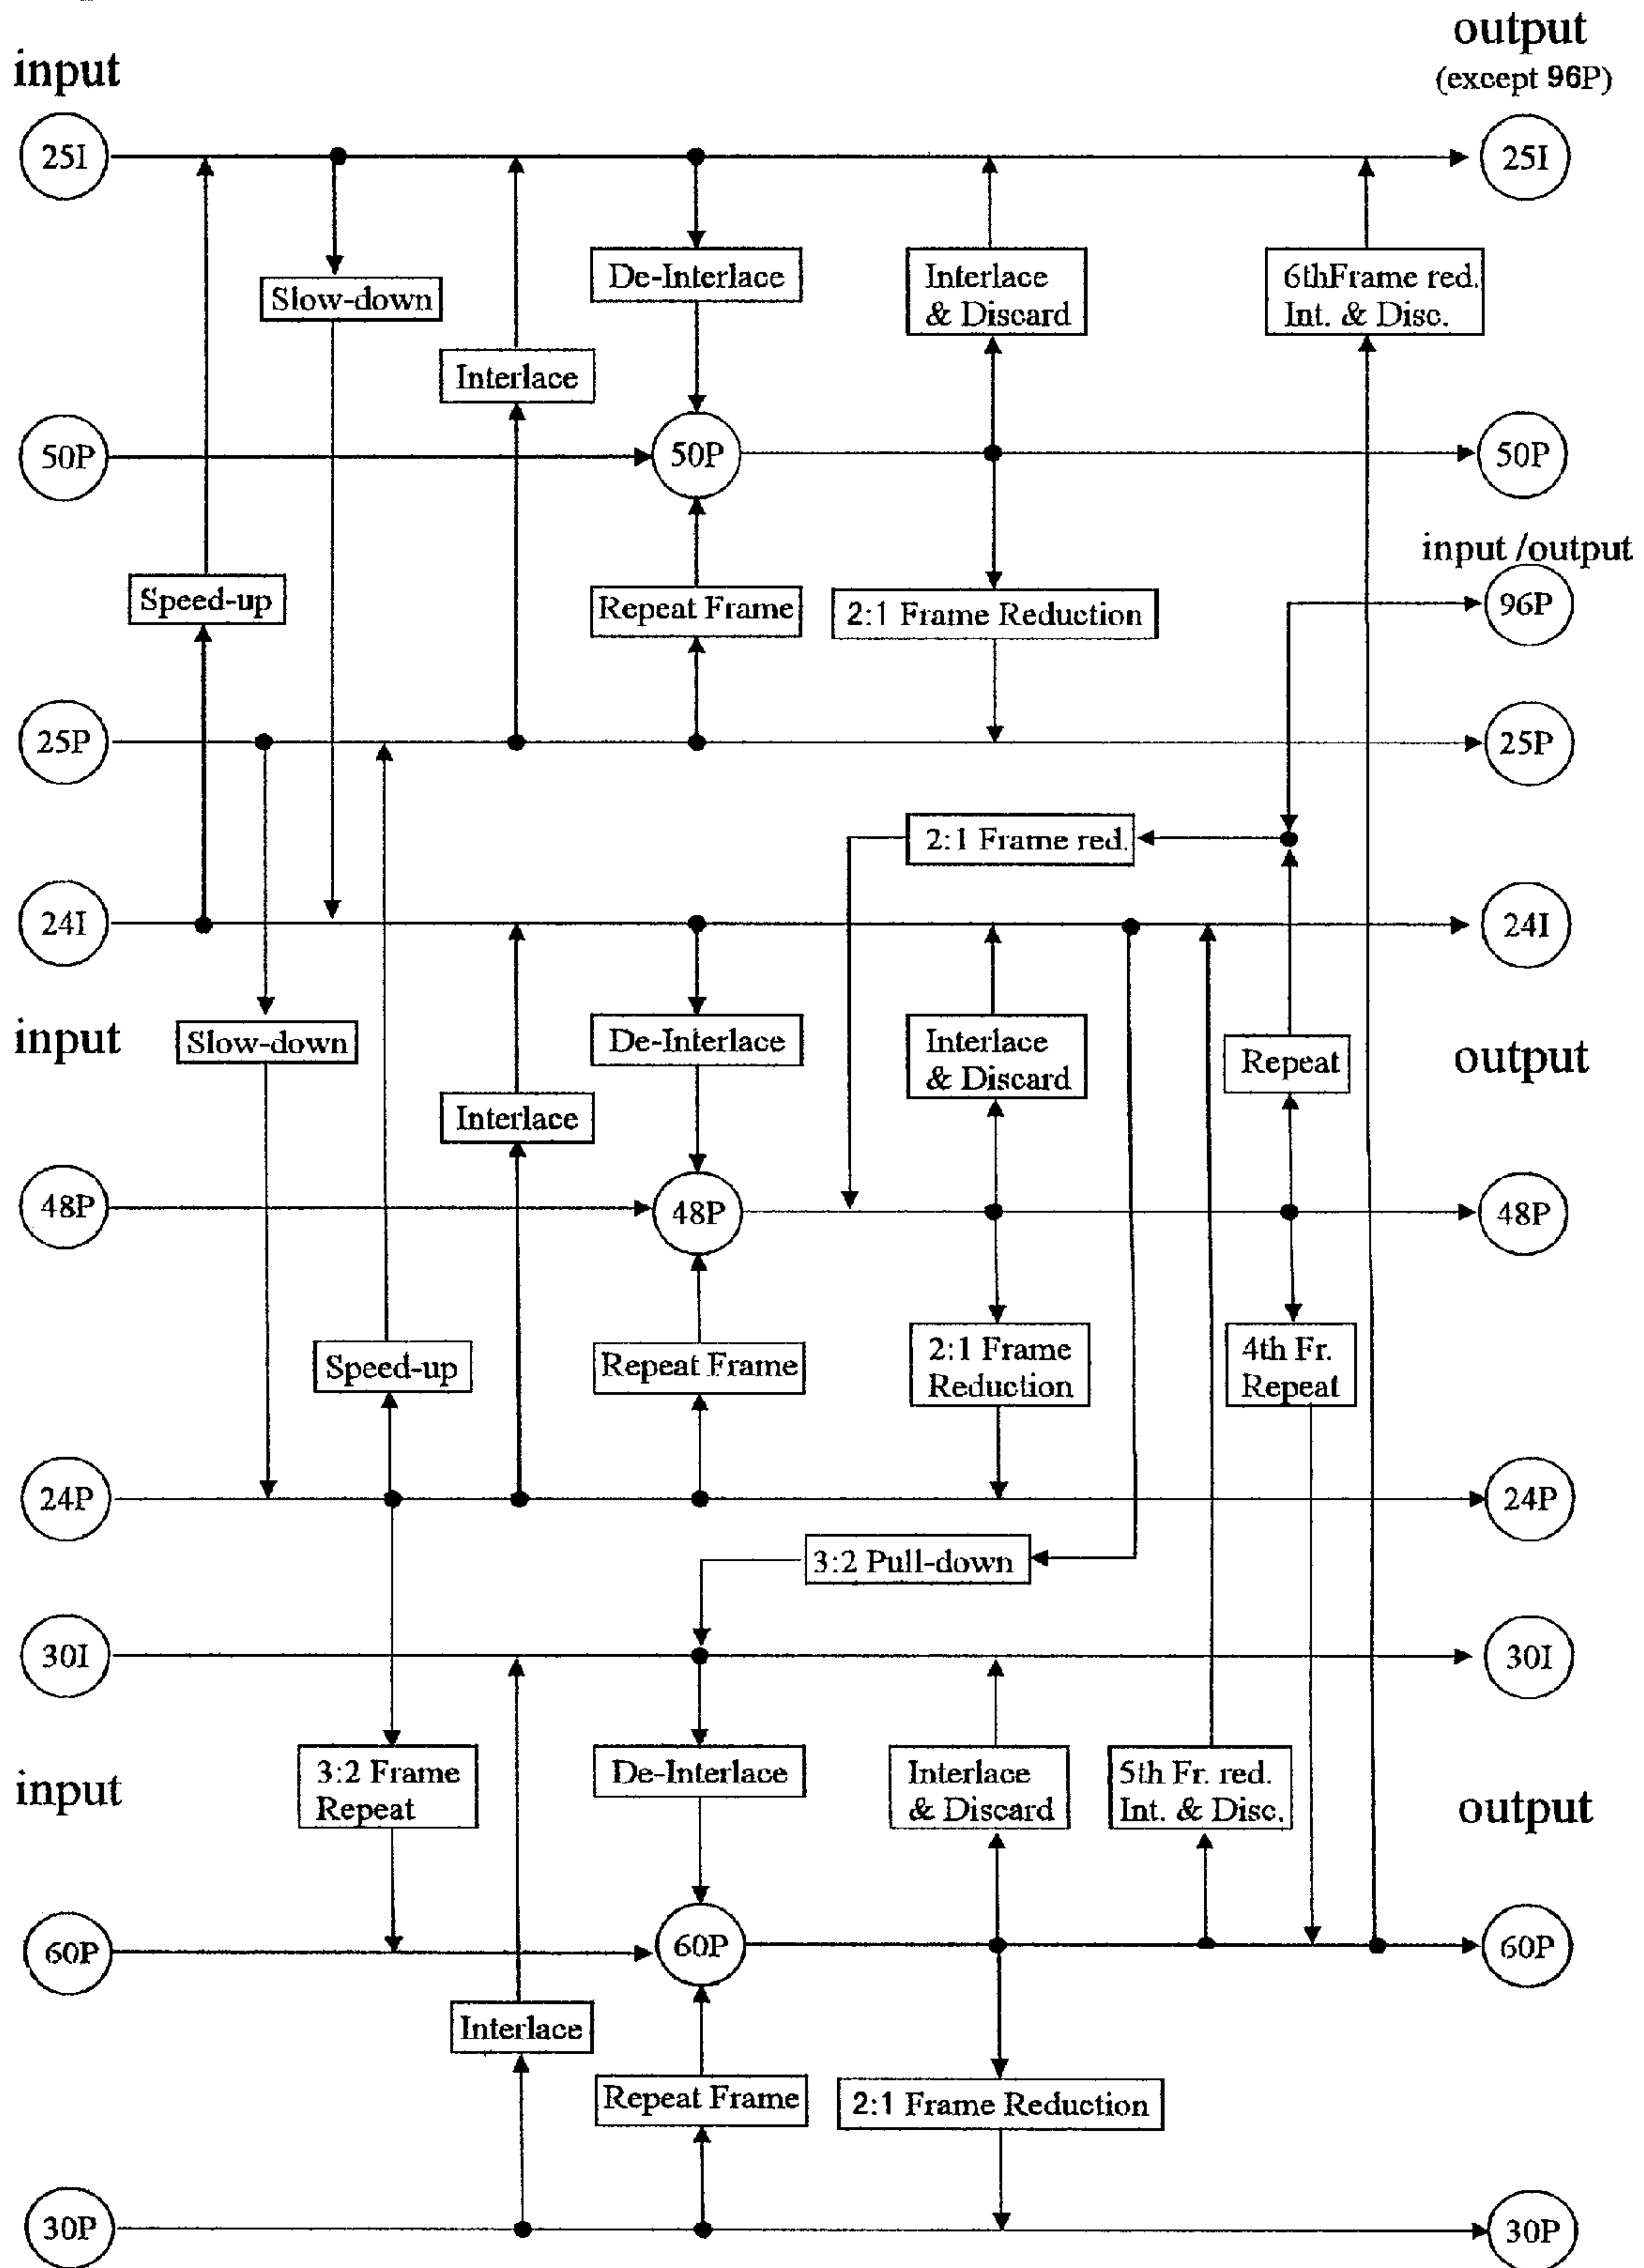 output
input
(except 96P)
25I
25I
De-Interlace
Interlace
& Discard
6thFrame red.
Int. & Disc.
Slow-down
Interlace
50P
50P
50P
input /output
Speed-up
Repeat Frame
2:1 Frame Reduction
96P
25P
25P
2:1 Frame red.
24I
24I
input
Slow-down
De-Interlace
Interlace
& Discard
Repeat
output
Interlace
48P
48P
48P
Speed-up
Repeat Frame
2:1 Frame
Reduction
4th Fr.
Repeat
24P
24P
3:2 Pull-down
30I
30I
input
3:2 Frame
Repeat
De-Interlace
Interlace
& Discard
5th Fr. red.
Int. & Disc.
output
60P
60P
60P
Interlace
Repeat Frame
2:1 Frame Reduction
30P
30P